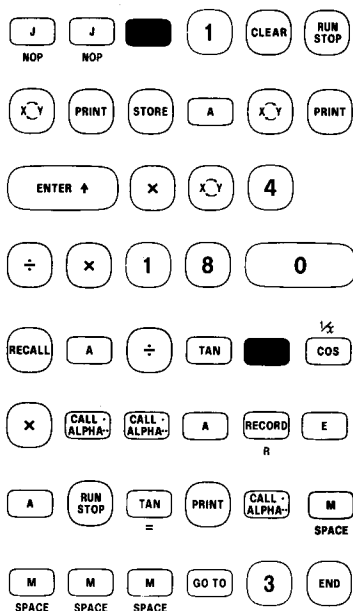 J J 1 CLEAR RUN STOP
NOP NOP
X Y PRINT STORE A X Y PRINT
ENTER ↑ × X Y 4
÷ × 1 8 0
1/x
RECALL A ÷ TAN COS
× CALL · ALPHA·· CALL · ALPHA·· A RECORD E
R
A RUN STOP TAN PRINT CALL · ALPHA·· M
= SPACE
M M M GO TO 3 END
SPACE SPACE SPACE